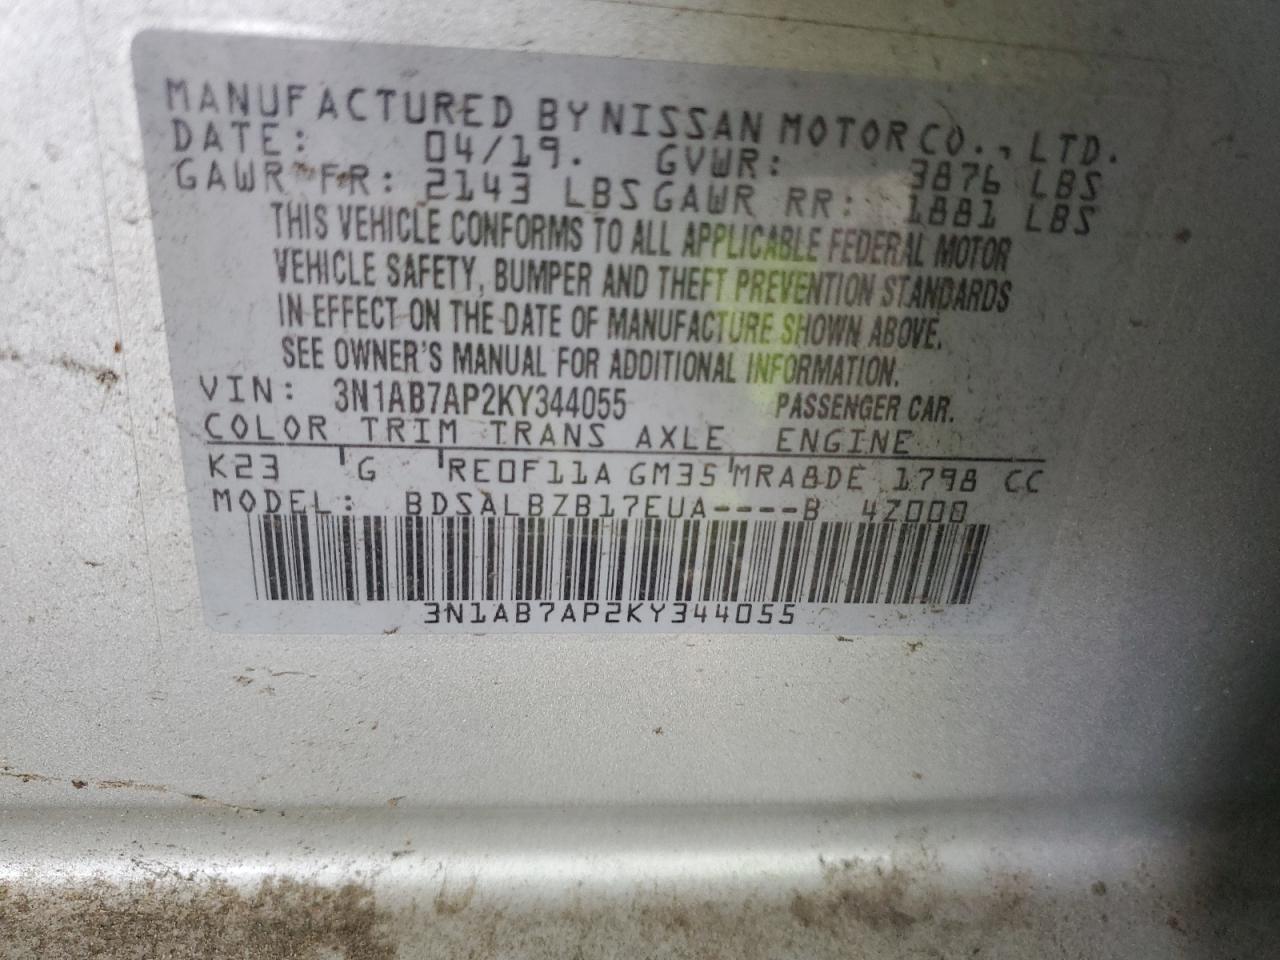 MANUFACTURED BY NISSAN MOTOR CO., LTD.
DATE: 04/19. GVWR: 3876 LBS
GAWR FR: 2143 LBS GAWR RR: 1881 LBS
THIS VEHICLE CONFORMS TO ALL APPLICABLE FEDERAL MOTOR
VEHICLE SAFETY, BUMPER AND THEFT PREVENTION STANDARDS
IN EFFECT ON THE DATE OF MANUFACTURE SHOWN ABOVE.
SEE OWNER'S MANUAL FOR ADDITIONAL INFORMATION.
VIN: 3N1AB7AP2KY344055 PASSENGER CAR.
COLOR TRIM TRANS AXLE ENGINE
K23 G RE0F11A GM35 MRA8DE 1798 CC
MODEL: BDSALBZB17EUA----B 4Z000
3N1AB7AP2KY344055